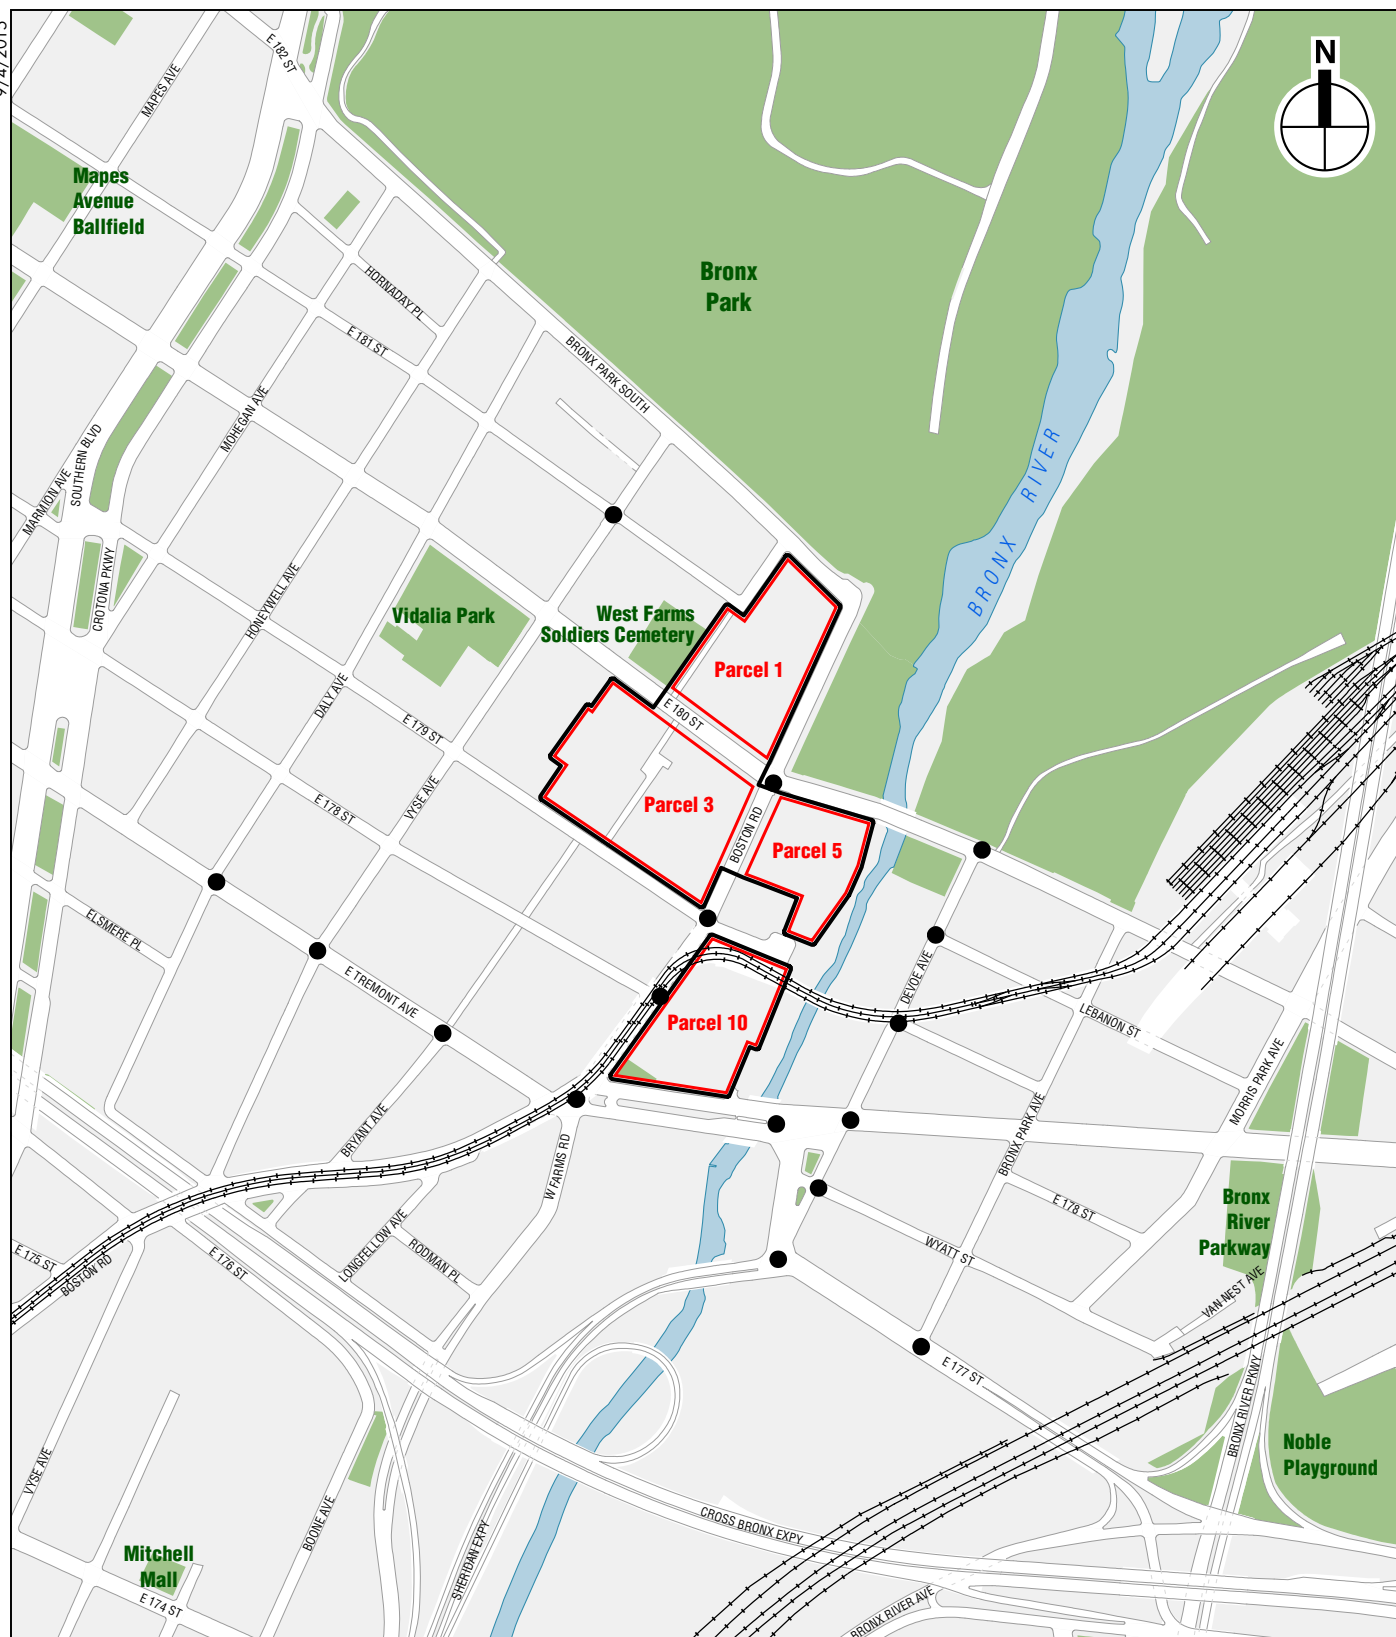 E 182 ST
N
MAPES AVE
Mapes
Avenue
Ballfield
Bronx
Park
HORNADAY PL
E 181 ST
BRONX PARK SOUTH
MOHEGAN AVE
SOUTHERN BLVD
MARMION AVE
BRONX RIVER
CROTONA PKWY
HONEYWELL AVE
Vidalia Park
West Farms
Soldiers Cemetery
Parcel 1
DALY AVE
E 180 ST
E 179 ST
VYSE AVE
E 178 ST
Parcel 3
BOSTON RD
Parcel 5
ELSMERE PL
E TREMONT AVE
DEVOE AVE
LEBANON ST
Parcel 10
MORRIS PARK AVE
BRYANT AVE
BRONX PARK AVE
W FARMS RD
E 178 ST
Bronx
River
Parkway
LONGFELLOW AVE
RODMAN PL
WYATT ST
E 175 ST
BOSTON RD
E 176 ST
VAN NEST AVE
E 177 ST
BRONX RIVER PKWY
Noble
Playground
VYSE AVE
BOONE AVE
CROSS BRONX EXPY
SHERIDAN EXPY
Mitchell
Mall
E 174 ST
BRONX RIVER AVE